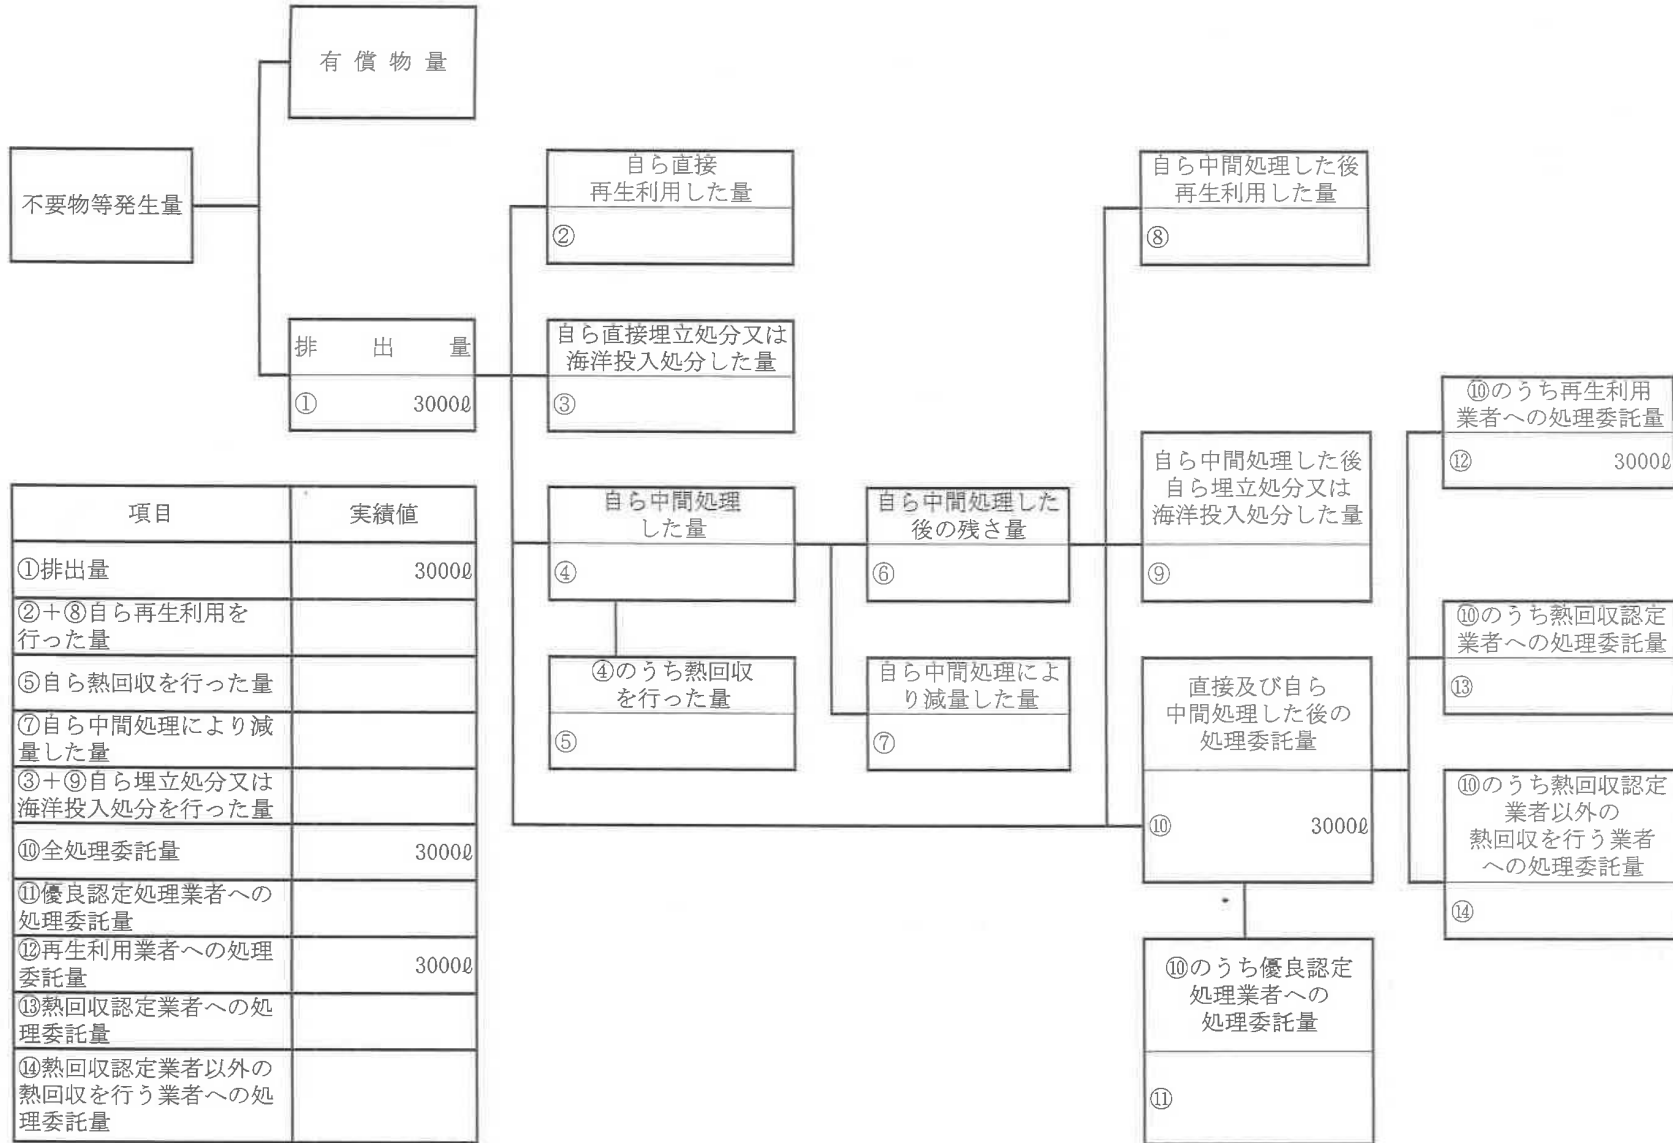 有償物量
不要物等発生量
排出量
① 3000ℓ
自ら直接
再生利用した量
②
自ら直接埋立処分又は
海洋投入処分した量
③
自ら中間処理
した量
④
④のうち熱回収
を行った量
⑤
自ら中間処理した
後の残さ量
⑥
自ら中間処理によ
り減量した量
⑦
自ら中間処理した後
再生利用した量
⑧
自ら中間処理した後
自ら埋立処分又は
海洋投入処分した量
⑨
直接及び自ら
中間処理した後の
処理委託量
⑩ 3000ℓ
⑩のうち優良認定
処理業者への
処理委託量
⑪
⑩のうち再生利用
業者への処理委託量
⑫ 3000ℓ
⑩のうち熱回収認定
業者への処理委託量
⑬
⑩のうち熱回収認定
業者以外の
熱回収を行う業者
への処理委託量
⑭
項目 実績値
①排出量 3000ℓ
②+⑧自ら再生利用を
行った量
⑤自ら熱回収を行った量
⑦自ら中間処理により減
量した量
③+⑨自ら埋立処分又は
海洋投入処分を行った量
⑩全処理委託量 3000ℓ
⑪優良認定処理業者への
処理委託量
⑫再生利用業者への処理
委託量 3000ℓ
⑬熱回収認定業者への処
理委託量
⑭熱回収認定業者以外の
熱回収を行う業者への処
理委託量